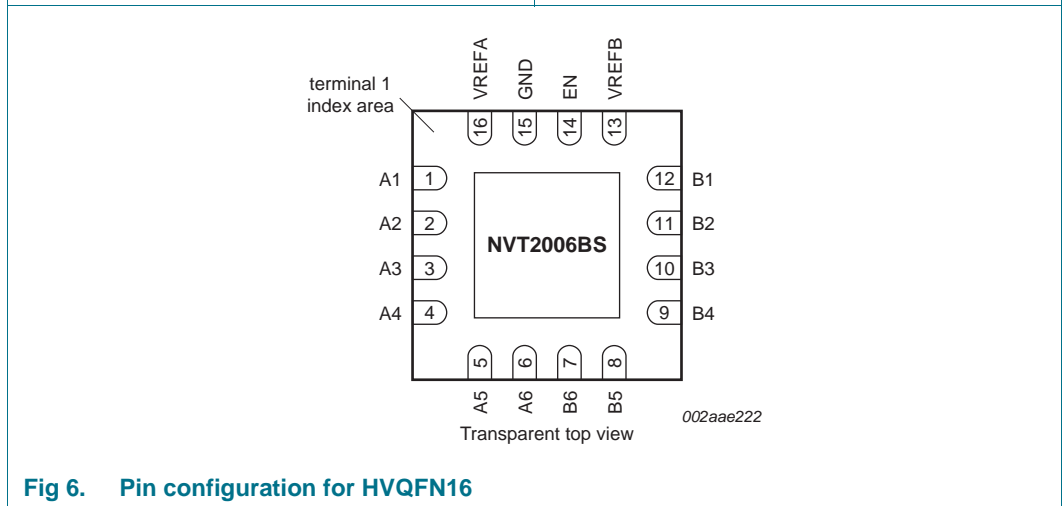 VREFA
GND
EN
VREFB
terminal 1
index area
16
15
14
13
A1 1
12 B1
A2 2
11 B2
NVT2006BS
A3 3
10 B3
A4 4
9 B4
5
6
7
8
A5
A6
B6
B5
002aae222
Transparent top view
Fig 6. Pin configuration for HVQFN16